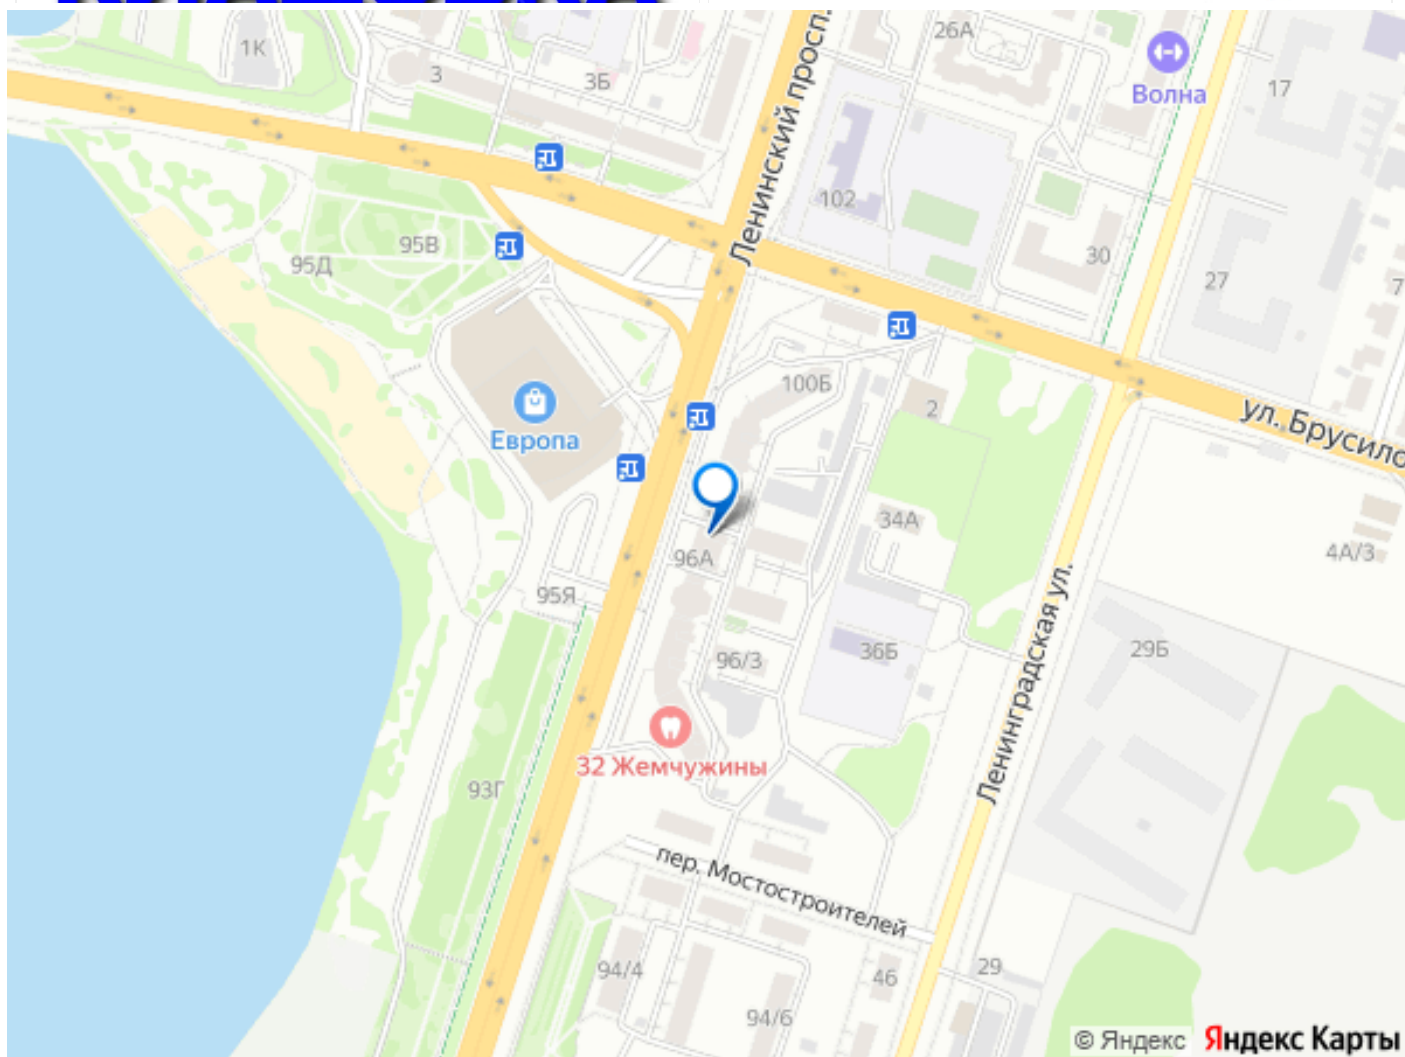 1К
3
3Б
Ленинский просп.
26А
Волна
17
102
95В
95Д
30
27
7
Европа
100Б
2
ул. Брусило
34А
4А/3
96А
95Я
96/3
36Б
29Б
Ленинградская ул.
32 Жемчужины
93Г
пер. Мостостроителей
94/4
46
29
94/6
© Яндекс Яндекс Карты